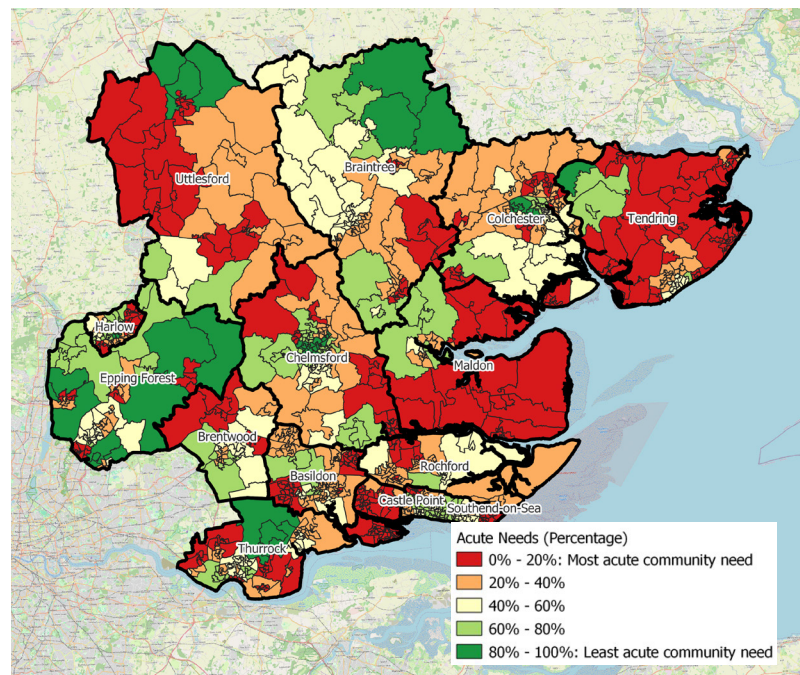 Uttlesford
Braintree
Colchester
Tendring
Harlow
Epping Forest
Chelmsford
Maldon
Brentwood
Basildon
Rochford
Castle Point
Southend-on-Sea
Thurrock
Acute Needs (Percentage)
0% - 20%: Most acute community need
20% - 40%
40% - 60%
60% - 80%
80% - 100%: Least acute community need